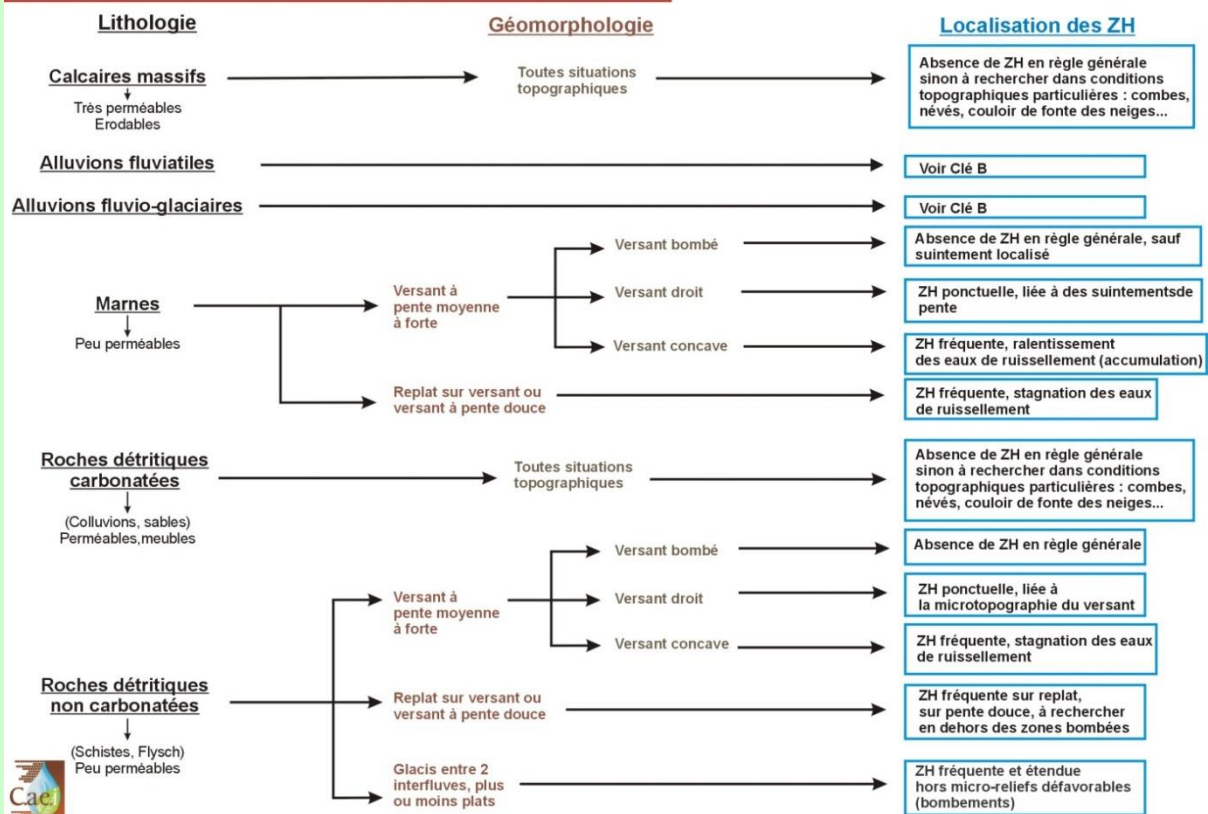 Lithologie
Géomorphologie
Localisation des ZH
Calcaires massifs
Très perméables
Erodables
Toutes situations
topographiques
Absence de ZH en règle générale
sinon à rechercher dans conditions
topographiques particulières : combes,
névés, couloir de fonte des neiges...
Alluvions fluviatiles
Voir Clé B
Alluvions fluvio-glaciaires
Voir Clé B
Marnes
Peu perméables
Versant à
pente moyenne
à forte
Versant bombé
Absence de ZH en règle générale, sauf
suintement localisé
Versant droit
ZH ponctuelle, liée à des suintementsde
pente
Versant concave
ZH fréquente, ralentissement
des eaux de ruissellement (accumulation)
Replat sur versant ou
versant à pente douce
ZH fréquente, stagnation des eaux
de ruissellement
Roches détritiques
carbonatées
(Colluvions, sables)
Perméables,meubles
Toutes situations
topographiques
Absence de ZH en règle générale
sinon à rechercher dans conditions
topographiques particulières : combes,
névés, couloir de fonte des neiges...
Roches détritiques
non carbonatées
(Schistes, Flysch)
Peu perméables
Versant à
pente moyenne
à forte
Versant bombé
Absence de ZH en règle générale
Versant droit
ZH ponctuelle, liée à
la microtopographie du versant
Versant concave
ZH fréquente, stagnation des eaux
de ruissellement
Replat sur versant ou
versant à pente douce
ZH fréquente sur replat,
sur pente douce, à rechercher
en dehors des zones bombées
Glacis entre 2
interfluves, plus
ou moins plats
ZH fréquente et étendue
hors micro-reliefs défavorables
(bombements)
Caei